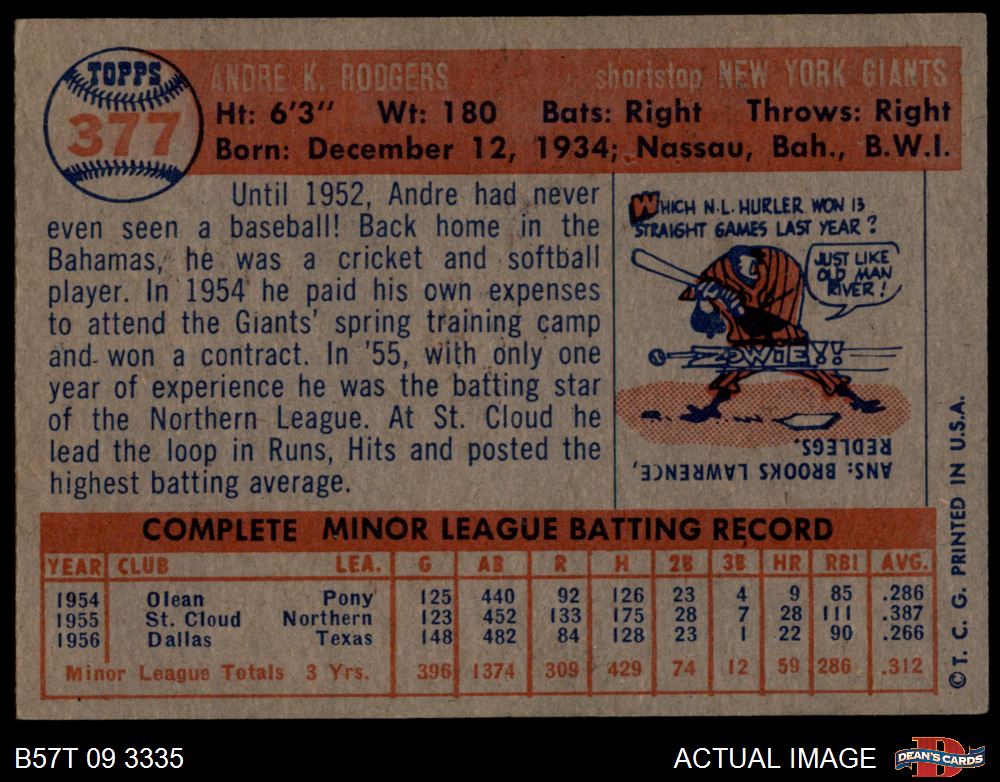 TOPPS
377
ANDRE K. RODGERS shortstop NEW YORK GIANTS
Ht: 6'3" Wt: 180 Bats: Right Throws: Right
Born: December 12, 1934; Nassau, Bah., B.W.I.
Until 1952, Andre had never
even seen a baseball! Back home in the
Bahamas, he was a cricket and softball
player. In 1954 he paid his own expenses
to attend the Giants' spring training camp
and won a contract. In '55, with only one
year of experience he was the batting star
of the Northern League. At St. Cloud he
lead the loop in Runs, Hits and posted the
highest batting average.
WHICH N.L. HURLER WON 13
STRAIGHT GAMES LAST YEAR?
JUST LIKE
OLD MAN
RIVER!
ZOWIE!!
ANS: BROOKS LAWRENCE,
REDLEGS.
COMPLETE MINOR LEAGUE BATTING RECORD
YEAR CLUB LEA. G AB R H 2B 3B HR RBI AVG.
1954 Olean Pony 125 440 92 126 23 4 9 85 .286
1955 St. Cloud Northern 123 452 133 175 28 7 28 111 .387
1956 Dallas Texas 148 482 84 128 23 1 22 90 .266
Minor League Totals 3 Yrs. 396 1374 309 429 74 12 59 286 .312
©T. C. G. PRINTED IN U.S.A.
B57T 09 3335 ACTUAL IMAGE
D
DEAN'S CARDS